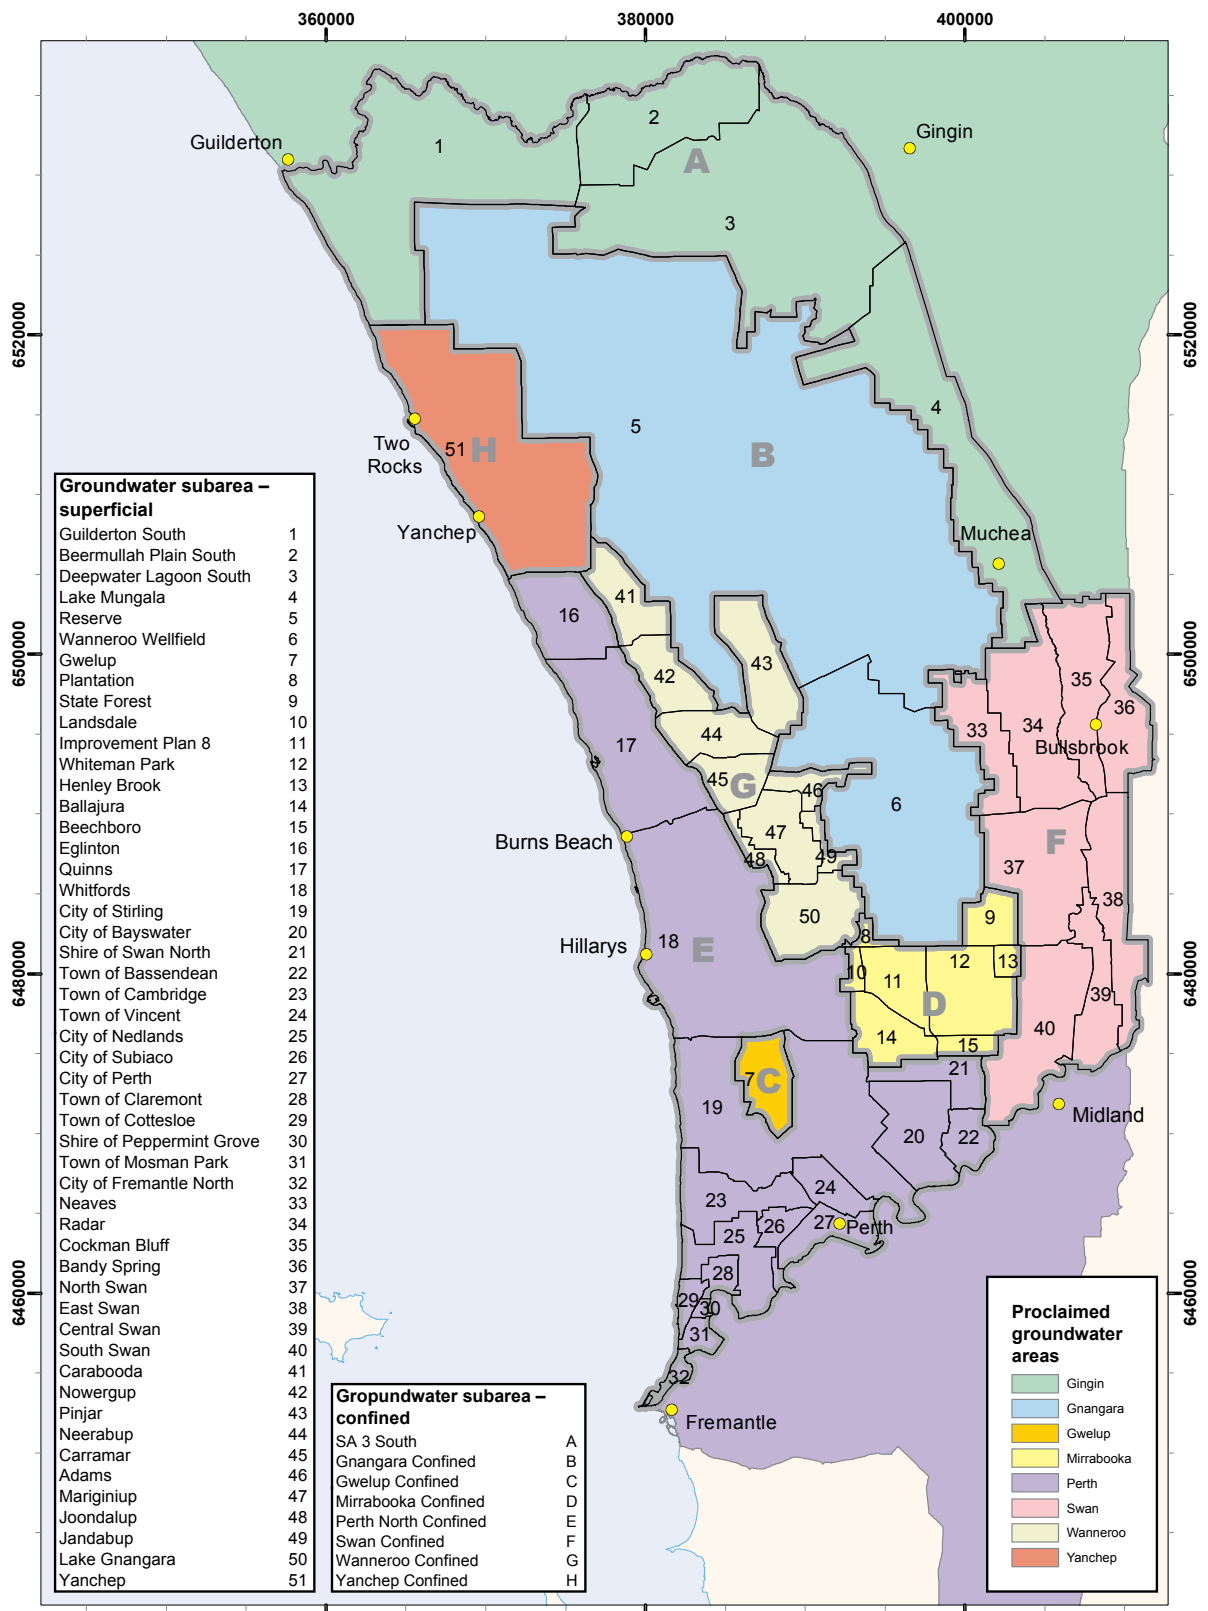 360000
380000
400000
Guilderton
Gingin
1
2
A
3
6520000
6520000
4
5
B
Two
Rocks
51
H
Yanchep
Muchea
16
41
42
43
6500000
6500000
35
36
34
33
Bullsbrook
44
17
45
G
46
6
47
48
49
Burns Beach
F
37
38
9
50
8
Hillarys
18
E
10
11
12
13
D
39
40
14
15
6480000
6480000
21
7
C
19
Midland
20
22
23
24
25
26
27
Perth
28
29
30
31
32
6460000
6460000
Fremantle
Groundwater subarea –
superficial
Guilderton South 1
Beermullah Plain South 2
Deepwater Lagoon South 3
Lake Mungala 4
Reserve 5
Wanneroo Wellfield 6
Gwelup 7
Plantation 8
State Forest 9
Landsdale 10
Improvement Plan 8 11
Whiteman Park 12
Henley Brook 13
Ballajura 14
Beechboro 15
Eglinton 16
Quinns 17
Whitfords 18
City of Stirling 19
City of Bayswater 20
Shire of Swan North 21
Town of Bassendean 22
Town of Cambridge 23
Town of Vincent 24
City of Nedlands 25
City of Subiaco 26
City of Perth 27
Town of Claremont 28
Town of Cottesloe 29
Shire of Peppermint Grove 30
Town of Mosman Park 31
City of Fremantle North 32
Neaves 33
Radar 34
Cockman Bluff 35
Bandy Spring 36
North Swan 37
East Swan 38
Central Swan 39
South Swan 40
Carabooda 41
Nowergup 42
Pinjar 43
Neerabup 44
Carramar 45
Adams 46
Mariginiup 47
Joondalup 48
Jandabup 49
Lake Gnangara 50
Yanchep 51
Gropundwater subarea –
confined
SA 3 South A
Gnangara Confined B
Gwelup Confined C
Mirrabooka Confined D
Perth North Confined E
Swan Confined F
Wanneroo Confined G
Yanchep Confined H
Proclaimed
groundwater
areas
Gingin
Gnangara
Gwelup
Mirrabooka
Perth
Swan
Wanneroo
Yanchep